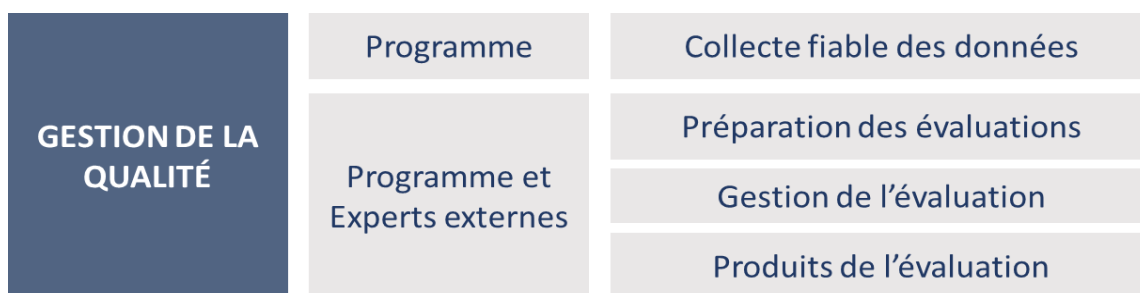 GESTION DE LA
QUALITÉ
Programme
Collecte fiable des données
Programme et
Experts externes
Préparation des évaluations
Gestion de l’évaluation
Produits de l’évaluation